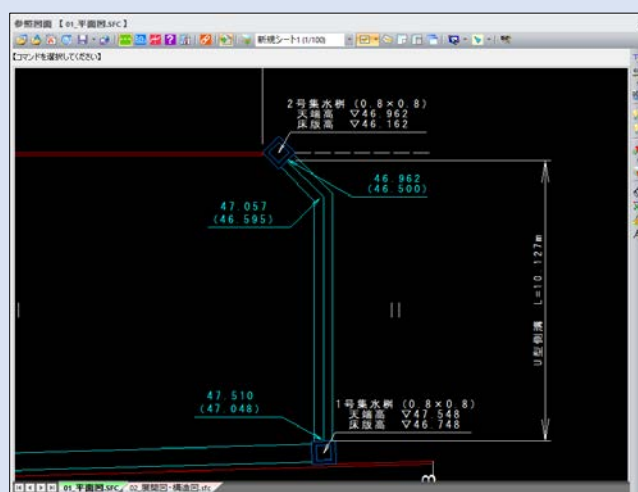 参照図面 【 01_平面図.SFC】
新規シート1 (1/100)
【コマンドを選択してください】
2号集水桝 (0.8×0.8)
天端高 ▽46.962
床版高 ▽46.162
46.962
(46.500)
47.057
(46.595)
U型側溝 L=10.127m
47.510
(47.048)
1号集水桝 (0.8×0.8)
天端高 ▽47.548
床版高 ▽46.748
01_平面図.SFC
02_展開図・構造図.sfc